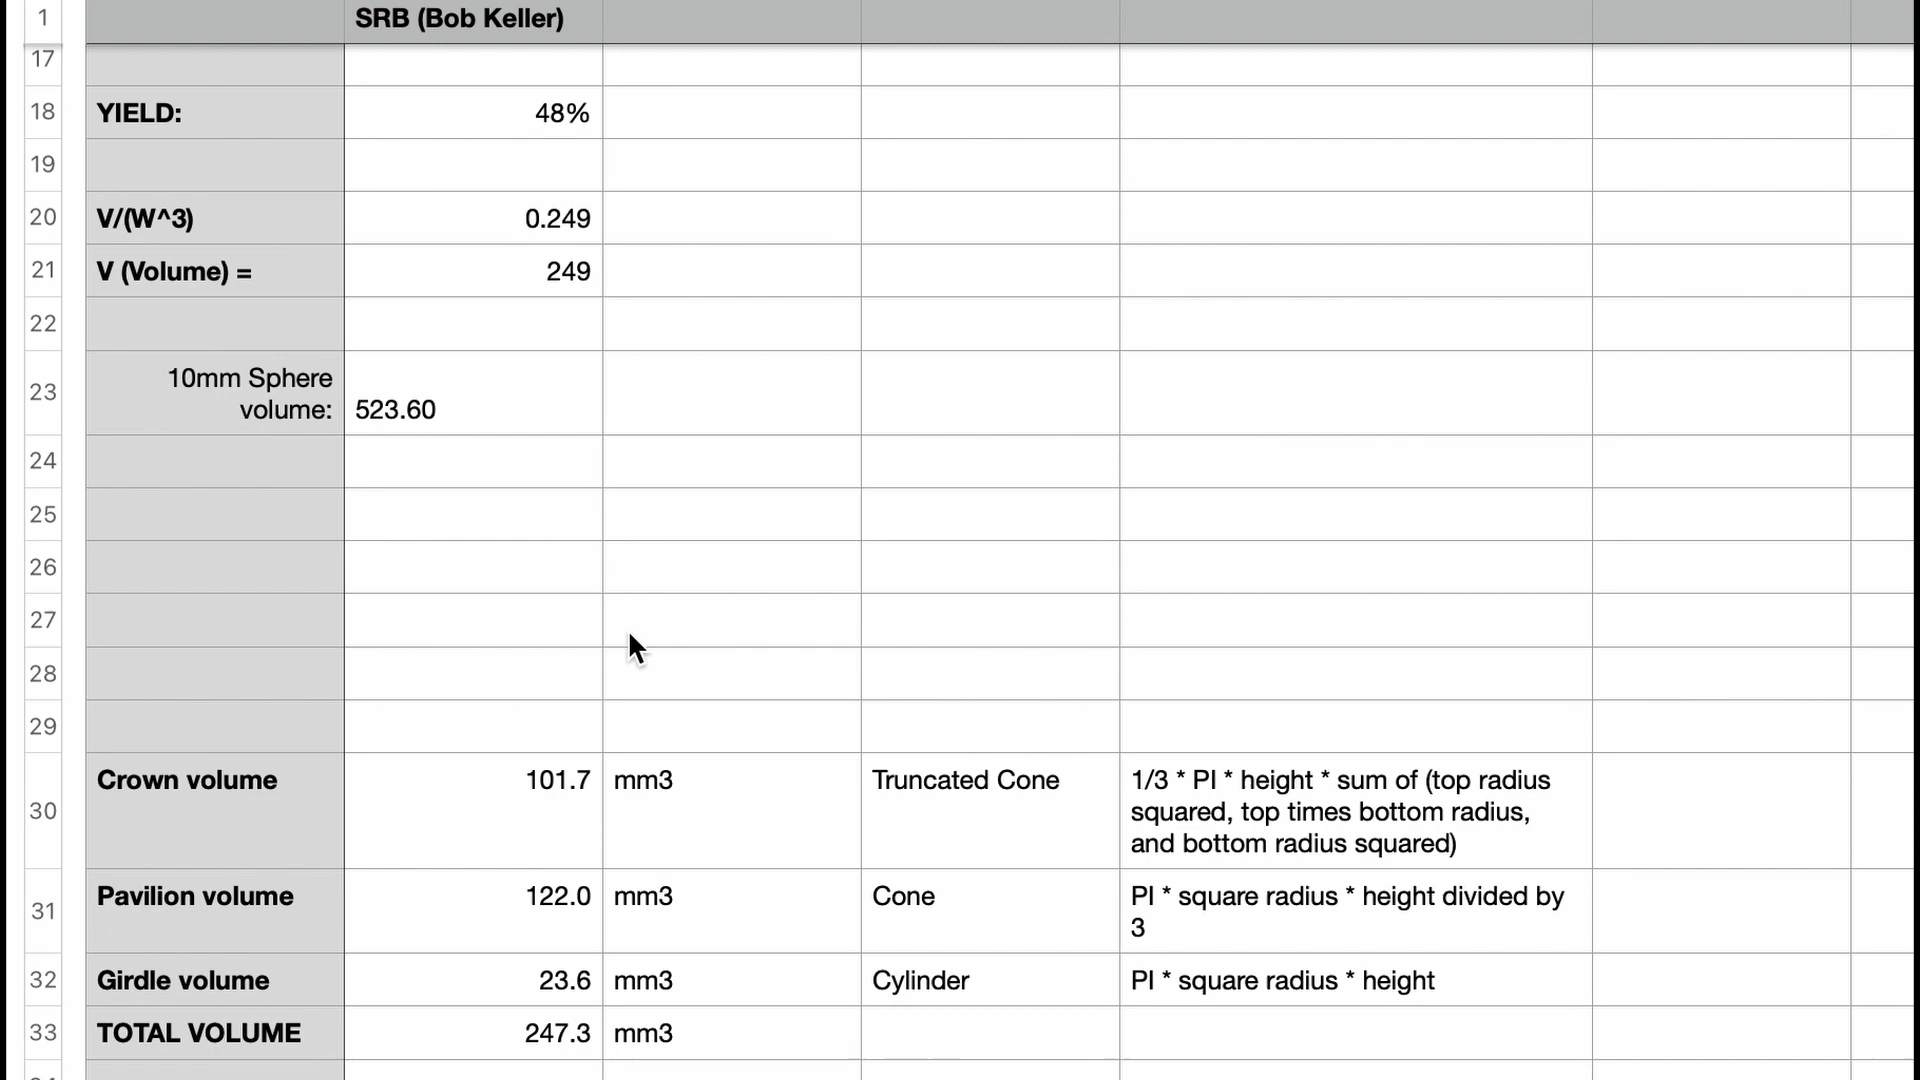 1 SRB (Bob Keller)
17
18 YIELD: 48%
19
20 V/(W^3) 0.249
21 V (Volume) = 249
22
23 10mm Sphere
volume: 523.60
24
25
26
27
28
29
30 Crown volume 101.7 mm3 Truncated Cone 1/3 * PI * height * sum of (top radius
squared, top times bottom radius,
and bottom radius squared)
31 Pavilion volume 122.0 mm3 Cone PI * square radius * height divided by
3
32 Girdle volume 23.6 mm3 Cylinder PI * square radius * height
33 TOTAL VOLUME 247.3 mm3